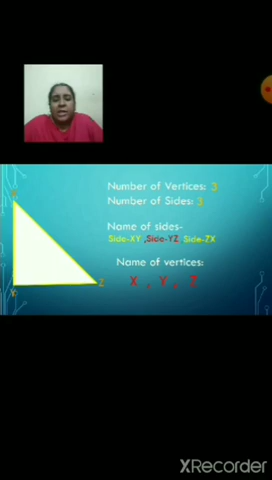 X
Number of Vertices: 3
Number of Sides: 3
Name of sides-
Side-XY ,Side-YZ Side-ZX
Name of vertices:
X , Y , Z
Z
Y
XRecorder